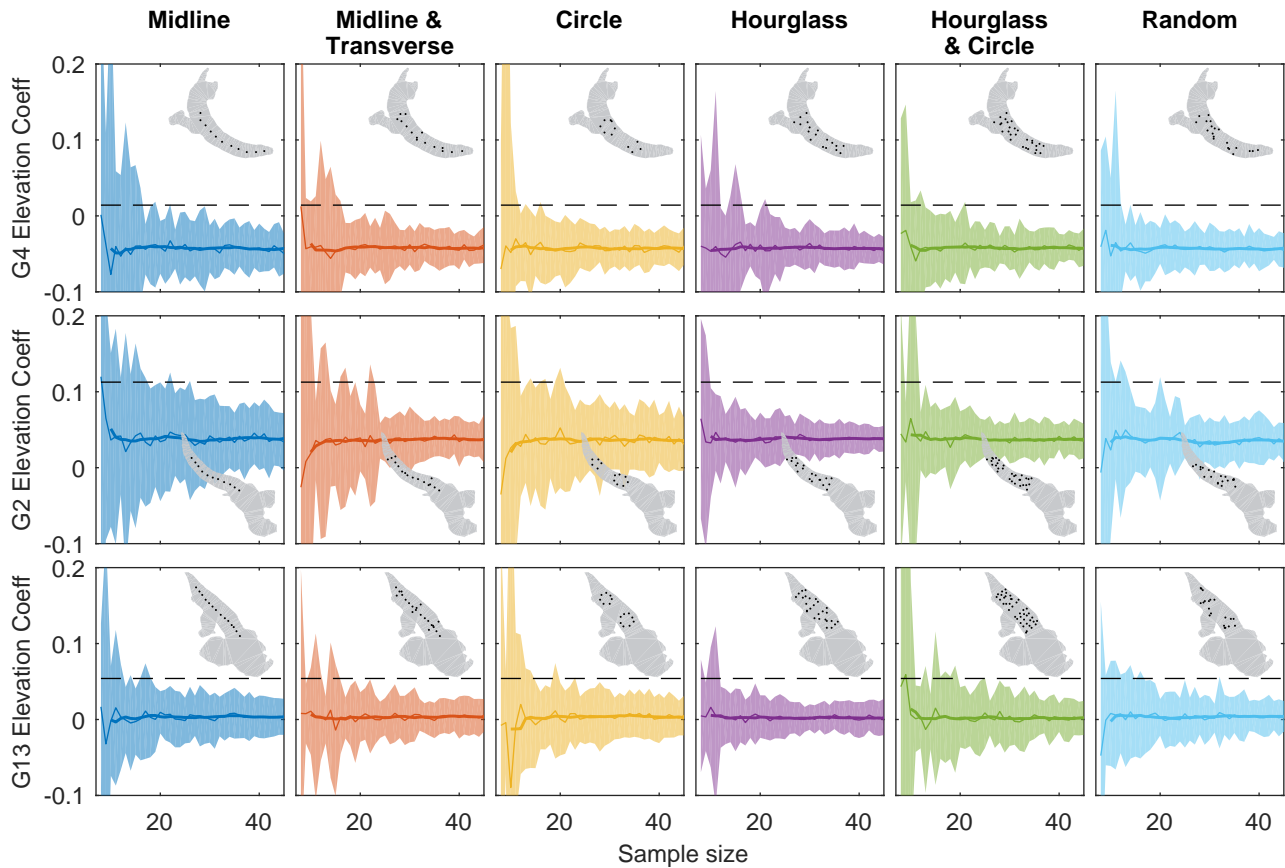 Midline
Midline &
Transverse
Circle
Hourglass
Hourglass
& Circle
Random
G4 Elevation Coeff
0.2
0.1
0
-0.1
G2 Elevation Coeff
0.2
0.1
0
-0.1
G13 Elevation Coeff
0.2
0.1
0
-0.1
20 40 20 40 20 40 20 40 20 40 20 40
Sample size